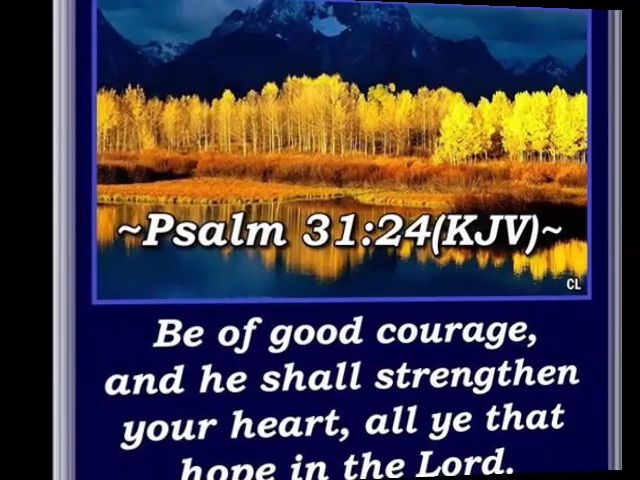 ~Psalm 31:24(KJV)~
CL
Be of good courage,
and he shall strengthen
your heart, all ye that
hope in the Lord.